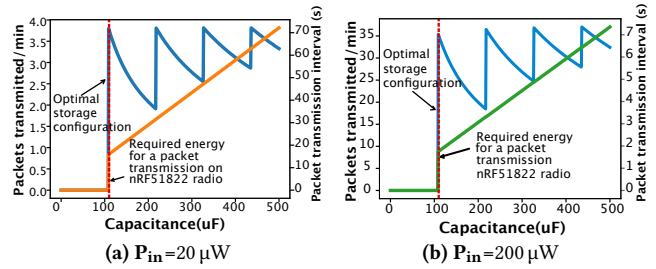 4.0
3.5
3.0
2.5
2.0
1.5
1.0
0.5
0.0
Packets transmitted/min
Optimal
storage
configuration
Required energy
for a packet
transmission on
nRF51822 radio
70
60
50
40
30
20
10
0
Packet transmission interval (s)
0 100 200 300 400 500
Capacitance(uF)
(a) Pin=20 μW
35
30
25
20
15
10
5
0
Packets transmitted/min
Optimal
storage
configuration
Required energy
for a packet
transmission
nRF51822 radio
7
6
5
4
3
2
1
0
Packet transmission interval (s)
0 100 200 300 400 500
Capacitance(uF)
(b) Pin=200 μW